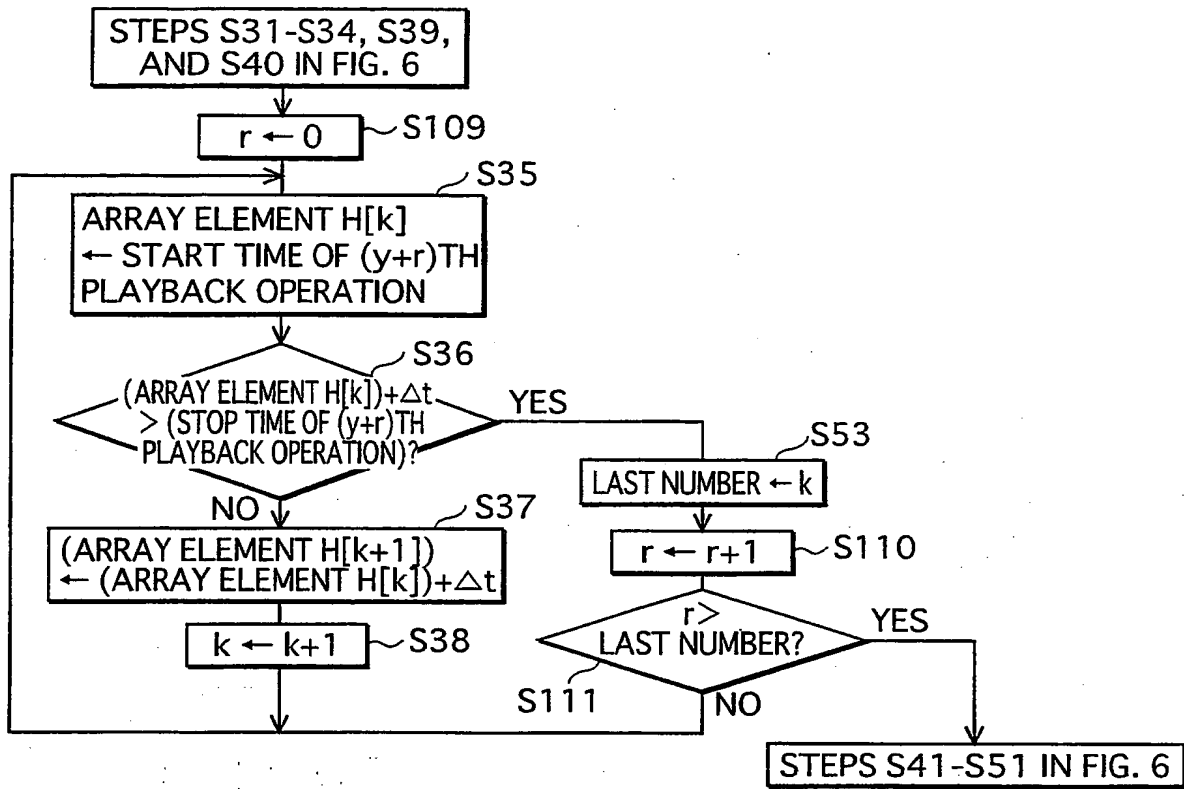 STEPS S31-S34, S39,
AND S40 IN FIG. 6
r ← 0
S109
S35
ARRAY ELEMENT H[k]
← START TIME OF (y+r)TH
PLAYBACK OPERATION
S36
(ARRAY ELEMENT H[k])+△t
> (STOP TIME OF (y+r)TH
PLAYBACK OPERATION)?
YES
NO
S53
LAST NUMBER ← k
S37
(ARRAY ELEMENT H[k+1])
← (ARRAY ELEMENT H[k])+△t
r ← r+1
S110
k ← k+1
S38
r>
LAST NUMBER?
YES
S111
NO
STEPS S41-S51 IN FIG. 6